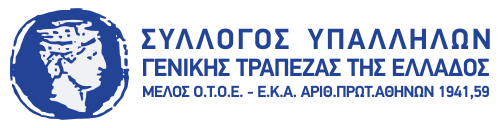 ΣΥΛΛΟΓΟΣ ΥΠΑΛΛΗΛΩΝ
ΓΕΝΙΚΗΣ ΤΡΑΠΕΖΑΣ ΤΗΣ ΕΛΛΑΔΟΣ
ΜΕΛΟΣ Ο.Τ.Ο.Ε. - Ε.Κ.Α. ΑΡΙΘ.ΠΡΩΤ.ΑΘΗΝΩΝ 1941,59